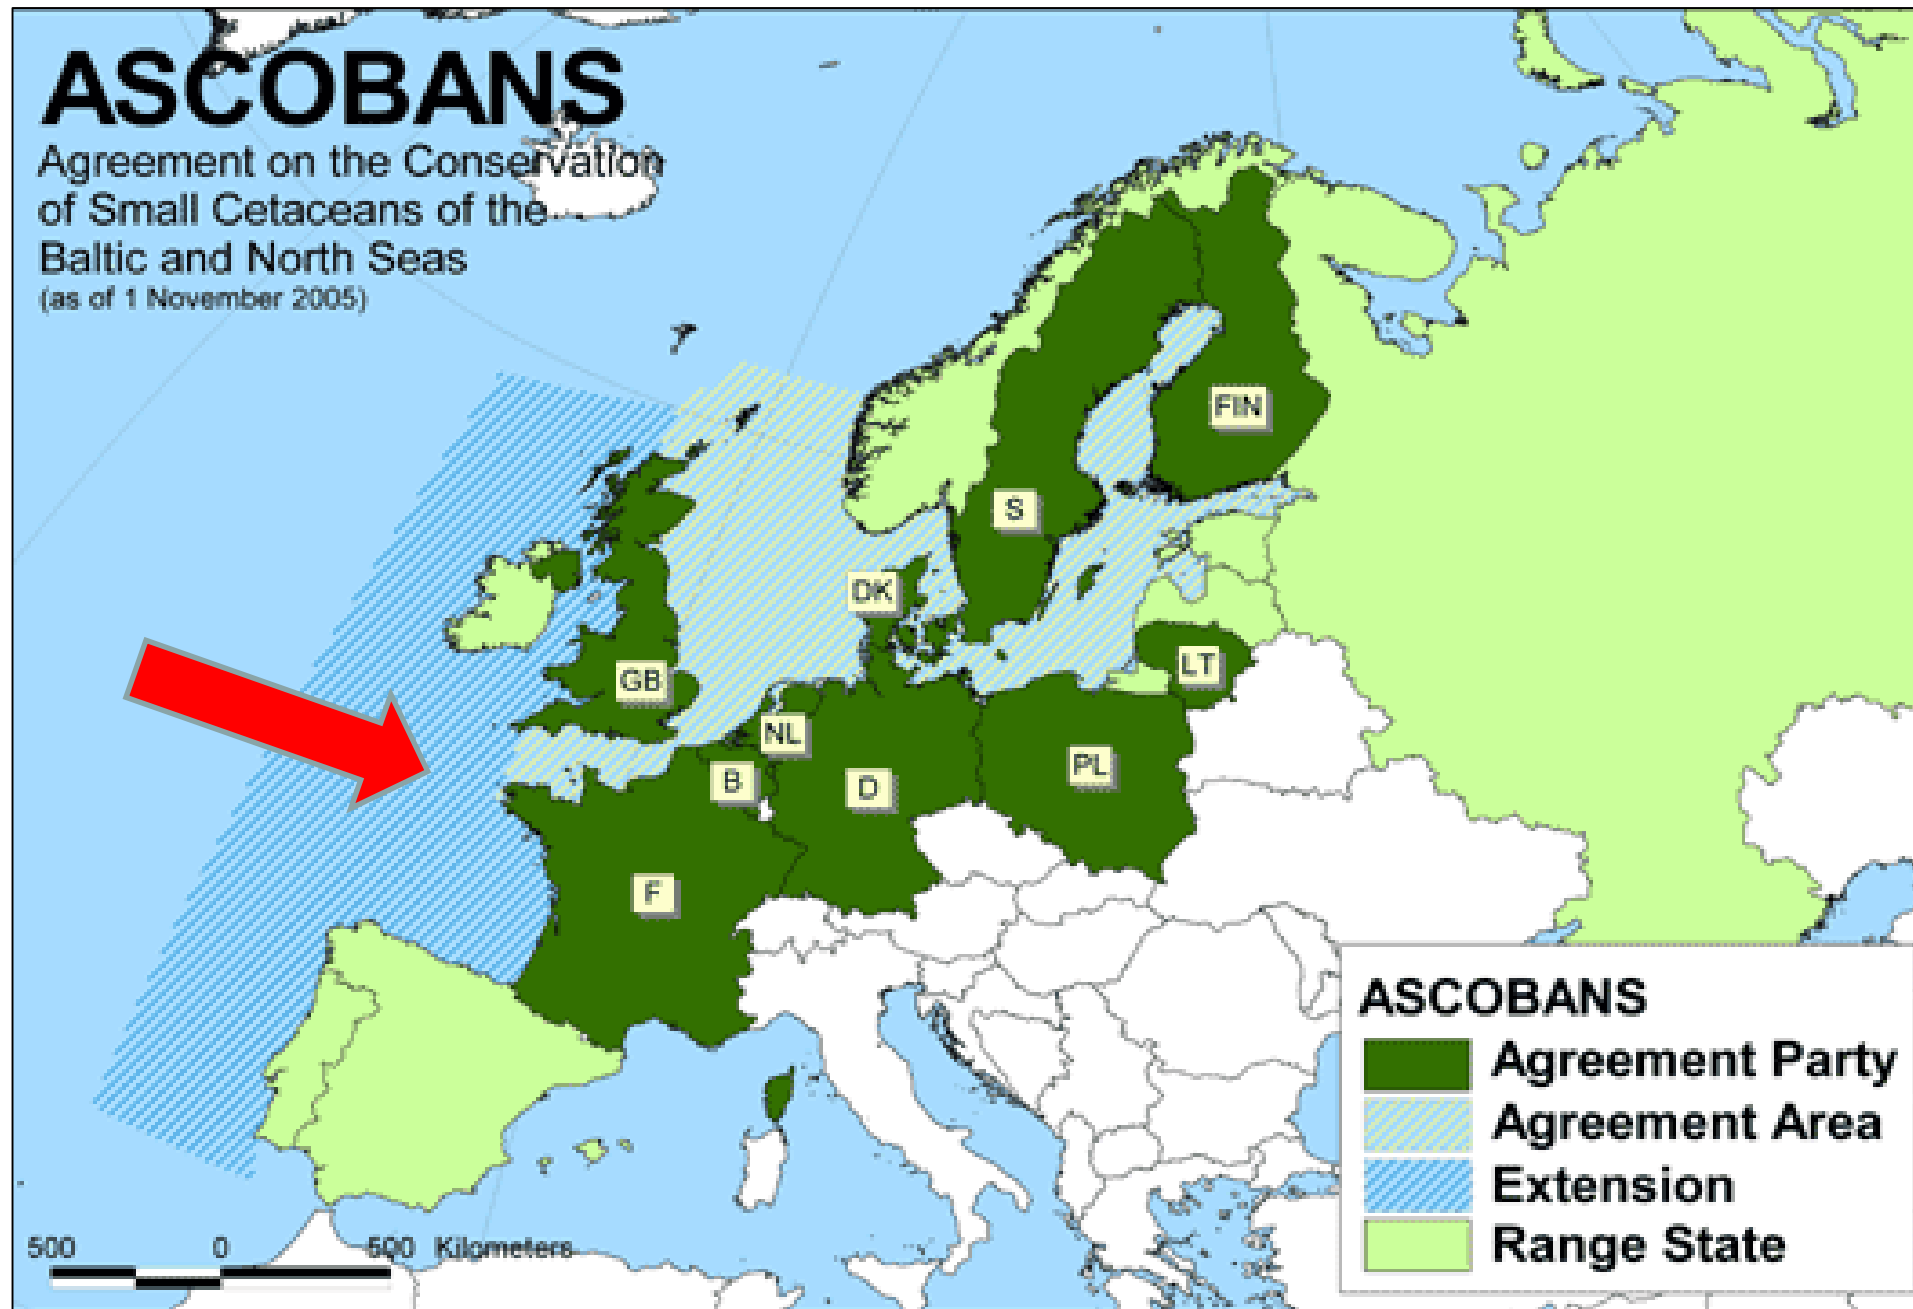 ASCOBANS
Agreement on the Conservation
of Small Cetaceans of the
Baltic and North Seas
(as of 1 November 2005)
FIN
S
DK
GB
LT
NL
B
D
PL
F
ASCOBANS
Agreement Party
Agreement Area
Extension
Range State
500 0 500 Kilometers